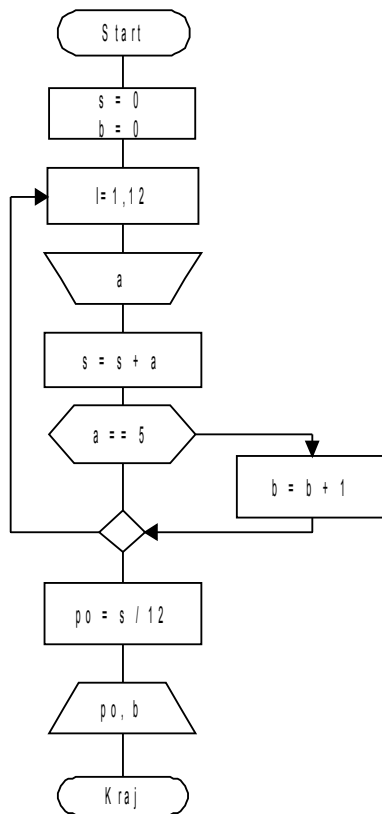 Start
s = 0
b = 0
I=1,12
a
s = s + a
a == 5
b = b + 1
po = s / 12
po, b
Kraj